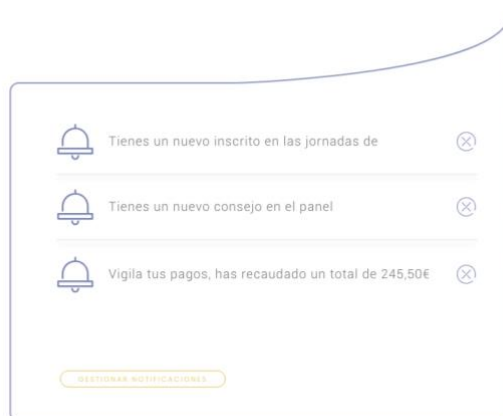 Tienes un nuevo inscrito en las jornadas de
Tienes un nuevo consejo en el panel
Vigila tus pagos, has recaudado un total de 245,50€
GESTIONAR NOTIFICACIONES